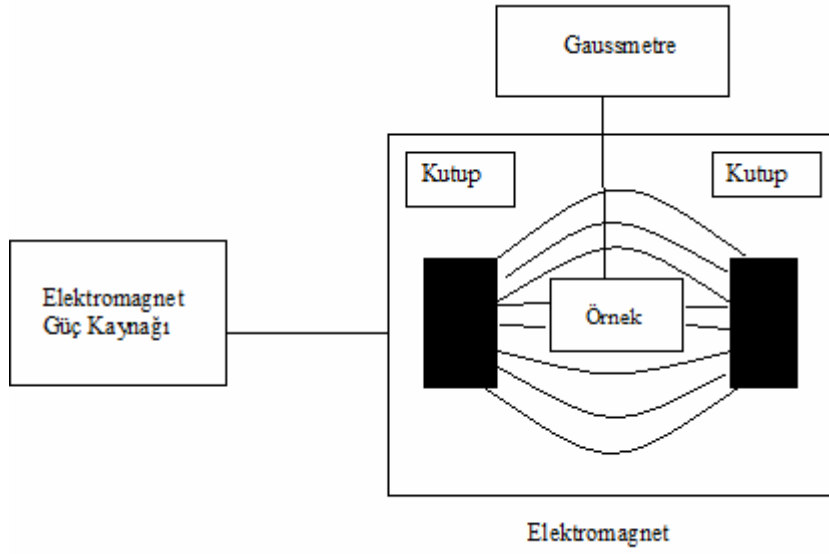 Gaussmetre
Kutup
Kutup
Elektromagnet
Güç Kaynağı
Örnek
Elektromagnet